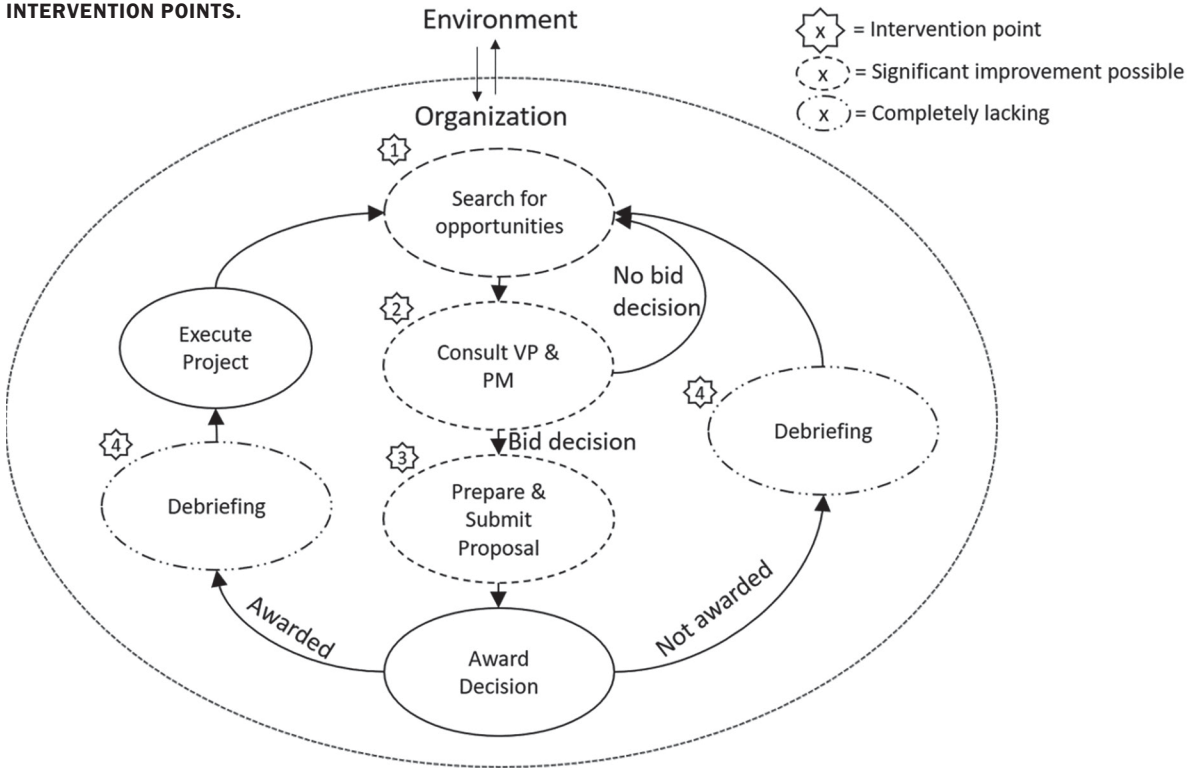 INTERVENTION POINTS.
Environment
x = Intervention point
x = Significant improvement possible
x = Completely lacking
Organization
1
Search for
opportunities
No bid
decision
2
Consult VP &
PM
Execute
Project
4
Debriefing
Bid decision
4
Debriefing
3
Prepare &
Submit
Proposal
Awarded
Not awarded
Award
Decision